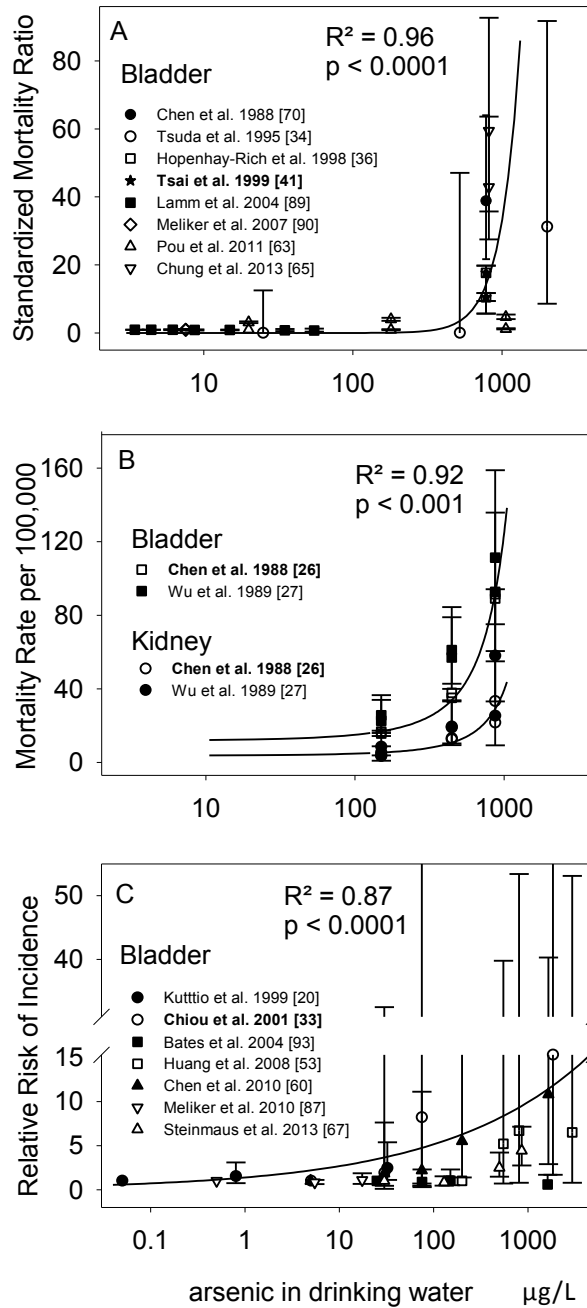 A
R² = 0.96
p < 0.0001
Bladder
Chen et al. 1988 [70]
Tsuda et al. 1995 [34]
Hopenhay-Rich et al. 1998 [36]
Tsai et al. 1999 [41]
Lamm et al. 2004 [89]
Meliker et al. 2007 [90]
Pou et al. 2011 [63]
Chung et al. 2013 [65]
Standardized Mortality Ratio
80
60
40
20
0
10 100 1000
B
R² = 0.92
p < 0.001
Bladder
Chen et al. 1988 [26]
Wu et al. 1989 [27]
Kidney
Chen et al. 1988 [26]
Wu et al. 1989 [27]
Mortality Rate per 100,000
160
120
80
40
0
10 100 1000
C
R² = 0.87
p < 0.0001
Bladder
Kutttio et al. 1999 [20]
Chiou et al. 2001 [33]
Bates et al. 2004 [93]
Huang et al. 2008 [53]
Chen et al. 2010 [60]
Meliker et al. 2010 [87]
Steinmaus et al. 2013 [67]
Relative Risk of Incidence
50
40
15
10
5
0
0.1 1 10 100 1000
arsenic in drinking water µg/L